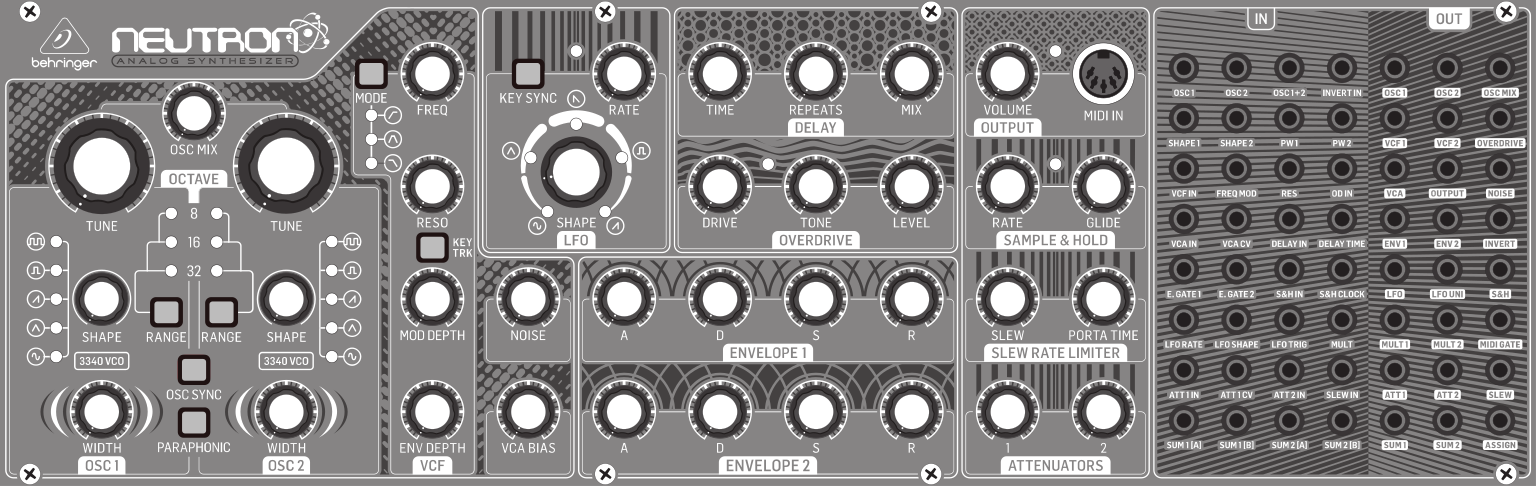 behringer
NEUTRON
ANALOG SYNTHESIZER
OSC MIX
TUNE
OCTAVE
TUNE
8
16
32
SHAPE
RANGE
RANGE
SHAPE
3340 VCO
3340 VCO
OSC SYNC
PARAPHONIC
WIDTH
WIDTH
OSC 1
OSC 2
MODE
FREQ
RESO
KEY
TRK
MOD DEPTH
ENV DEPTH
VCF
KEY SYNC
RATE
SHAPE
LFO
NOISE
VCA BIAS
TIME
REPEATS
MIX
DELAY
DRIVE
TONE
LEVEL
OVERDRIVE
A
D
S
R
ENVELOPE 1
A
D
S
R
ENVELOPE 2
VOLUME
MIDI IN
OUTPUT
RATE
GLIDE
SAMPLE & HOLD
SLEW
PORTA TIME
SLEW RATE LIMITER
1
2
ATTENUATORS
IN
OSC 1 OSC 2 OSC 1+2 INVERT IN
SHAPE 1 SHAPE 2 PW 1 PW 2
VCF IN FREQ MOD RES OD IN
VCA IN VCA CV DELAY IN DELAY TIME
E. GATE 1 E. GATE 2 S&H IN S&H CLOCK
LFO RATE LFO SHAPE LFO TRIG MULT
ATT 1 IN ATT 1 CV ATT 2 IN SLEW IN
SUM 1 [A] SUM 1 [B] SUM 2 [A] SUM 2 [B]
OUT
OSC 1 OSC 2 OSC MIX
VCF 1 VCF 2 OVERDRIVE
VCA OUTPUT NOISE
ENV 1 ENV 2 INVERT
LFO LFO UNI S&H
MULT 1 MULT 2 MIDI GATE
ATT 1 ATT 2 SLEW
SUM 1 SUM 2 ASSIGN